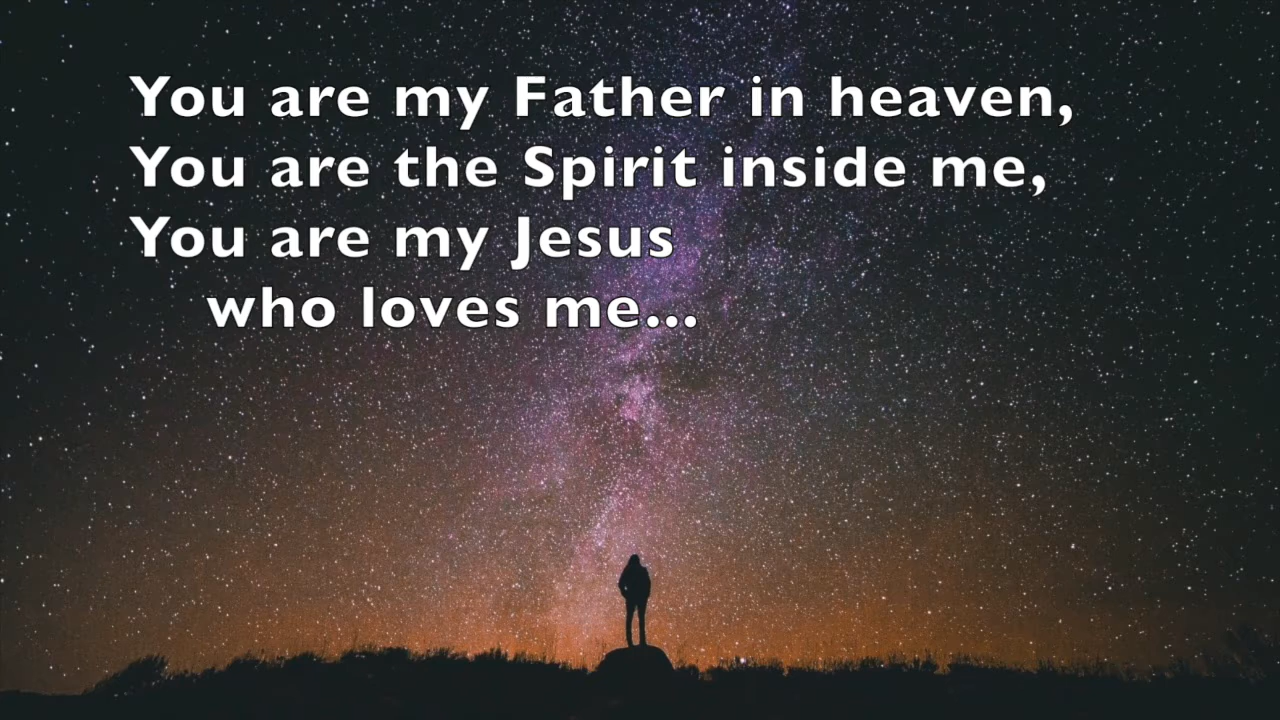 You are my Father in heaven,
You are the Spirit inside me,
You are my Jesus
who loves me...